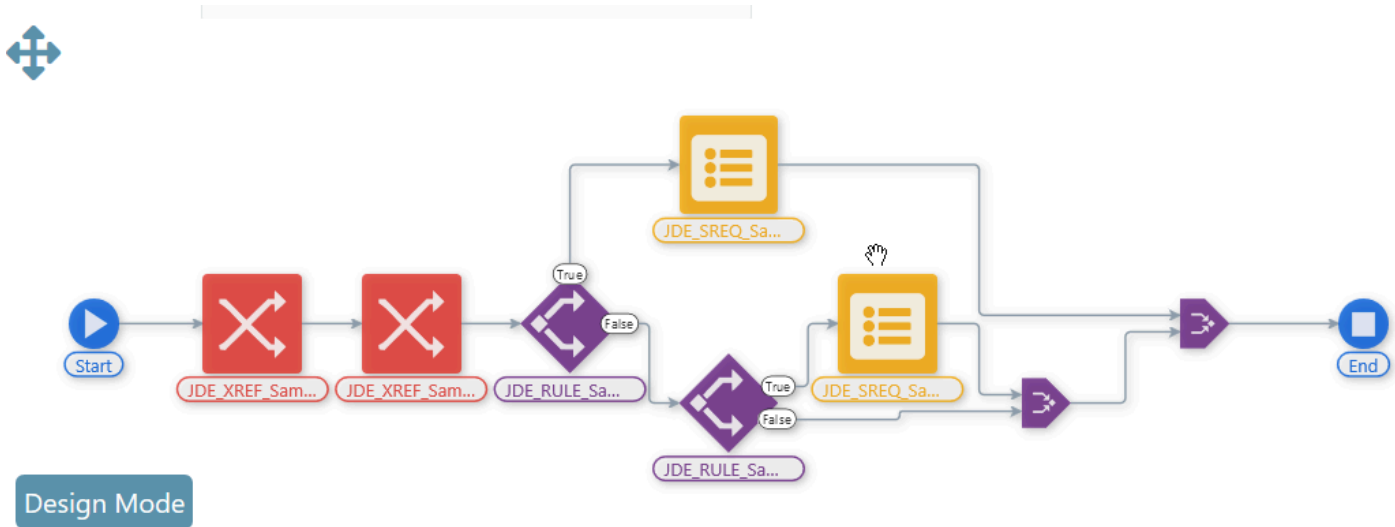 JDE_SREQ_Sa...
True
False
Start
JDE_XREF_Sam...
JDE_XREF_Sam...
JDE_RULE_Sa...
True
False
JDE_SREQ_Sa...
End
JDE_RULE_Sa...
Design Mode